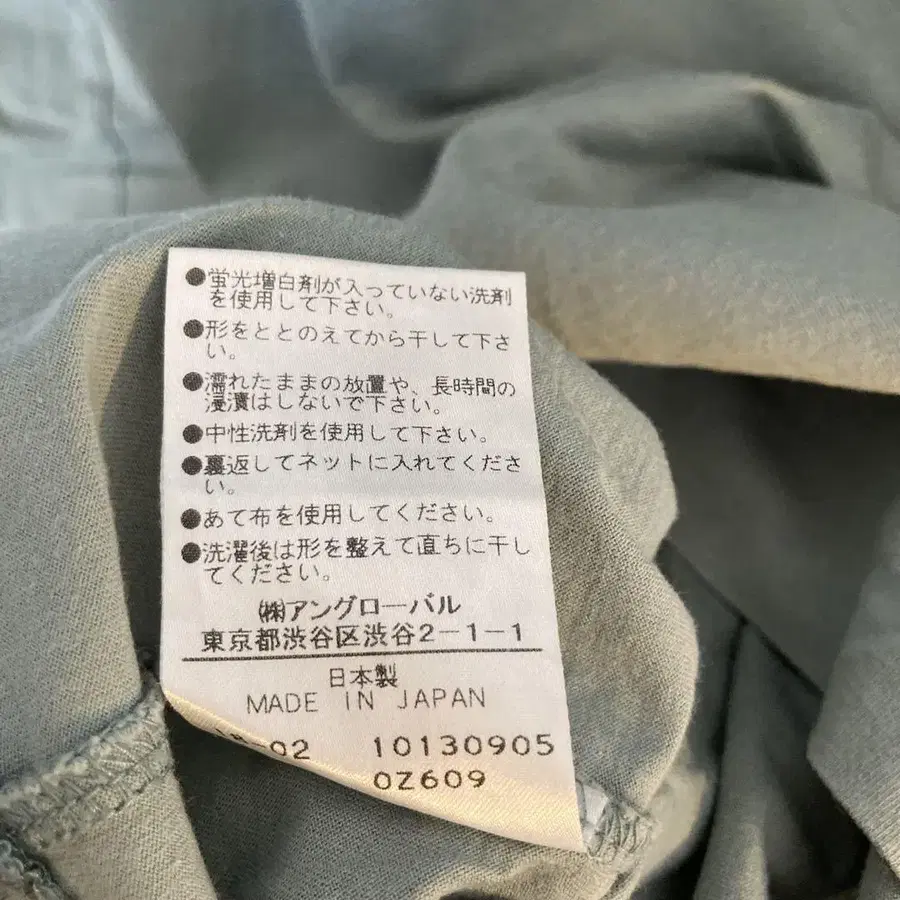 ●蛍光増白剤が入っていない洗剤
を使用して下さい。
●形をととのえてから干して下さ
い。
●濡れたままの放置や、長時間の
浸漬はしないで下さい。
●中性洗剤を使用して下さい。
●裏返してネットに入れてくださ
い。
●あて布を使用してください。
●洗濯後は形を整えて直ちに干し
てください。
㈱アングローバル
東京都渋谷区渋谷2-1-1
日本製
MADE IN JAPAN
-02 10130905
0Z609